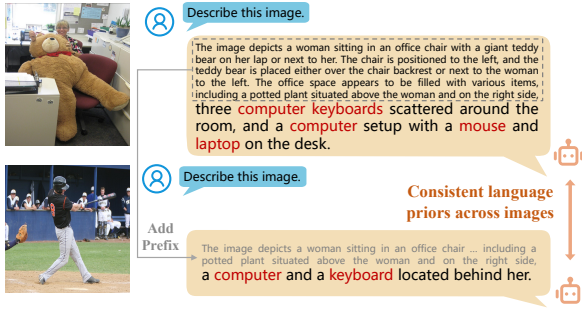 Describe this image.
The image depicts a woman sitting in an office chair with a giant teddy
bear on her lap or next to her. The chair is positioned to the left, and the
teddy bear is placed either over the chair backrest or next to the woman
to the left. The office space appears to be filled with various items,
including a potted plant situated above the woman and on the right side,
three computer keyboards scattered around the
room, and a computer setup with a mouse and
laptop on the desk.
Describe this image.
Consistent language
priors across images
Add
Prefix
The image depicts a woman sitting in an office chair ... including a
potted plant situated above the woman and on the right side,
a computer and a keyboard located behind her.